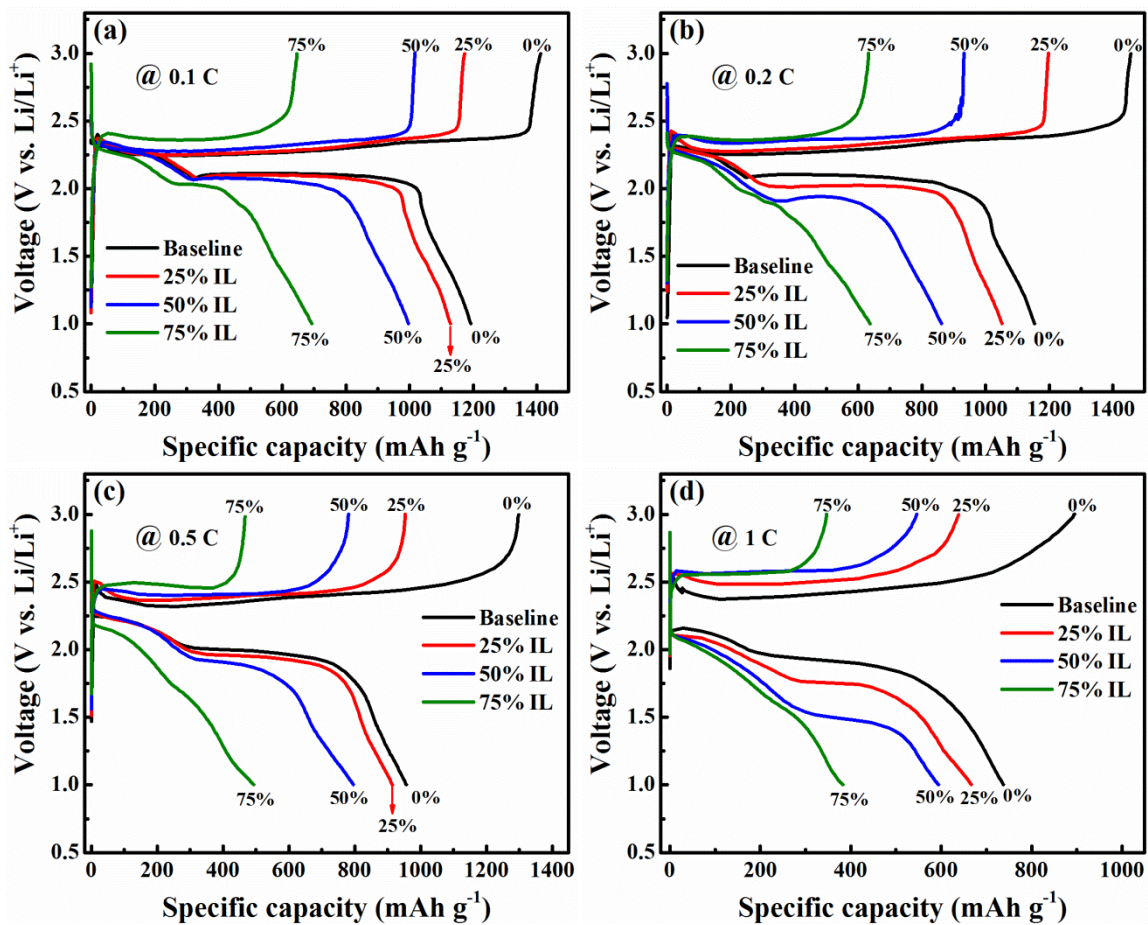 (a)
@ 0.1 C
75%
50%
25%
0%
3.0
2.5
2.0
1.5
1.0
0.5
Voltage (V vs. Li/Li⁺)
Baseline
25% IL
50% IL
75% IL
75%
50%
25%
0%
0 200 400 600 800 1000 1200 1400
Specific capacity (mAh g⁻¹)
(b)
@ 0.2 C
75%
50%
25%
0%
3.0
2.5
2.0
1.5
1.0
0.5
Voltage (V vs. Li/Li⁺)
Baseline
25% IL
50% IL
75% IL
75%
50%
25%
0%
0 200 400 600 800 1000 1200 1400
Specific capacity (mAh g⁻¹)
(c)
@ 0.5 C
75%
50%
25%
0%
3.0
2.5
2.0
1.5
1.0
0.5
Voltage (V vs. Li/Li⁺)
Baseline
25% IL
50% IL
75% IL
75%
50%
25%
0%
0 200 400 600 800 1000 1200 1400
Specific capacity (mAh g⁻¹)
(d)
@ 1 C
75%
50%
25%
0%
3.0
2.5
2.0
1.5
1.0
0.5
Voltage (V vs. Li/Li⁺)
Baseline
25% IL
50% IL
75% IL
75%
50%
25%
0%
0 200 400 600 800 1000
Specific capacity (mAh g⁻¹)